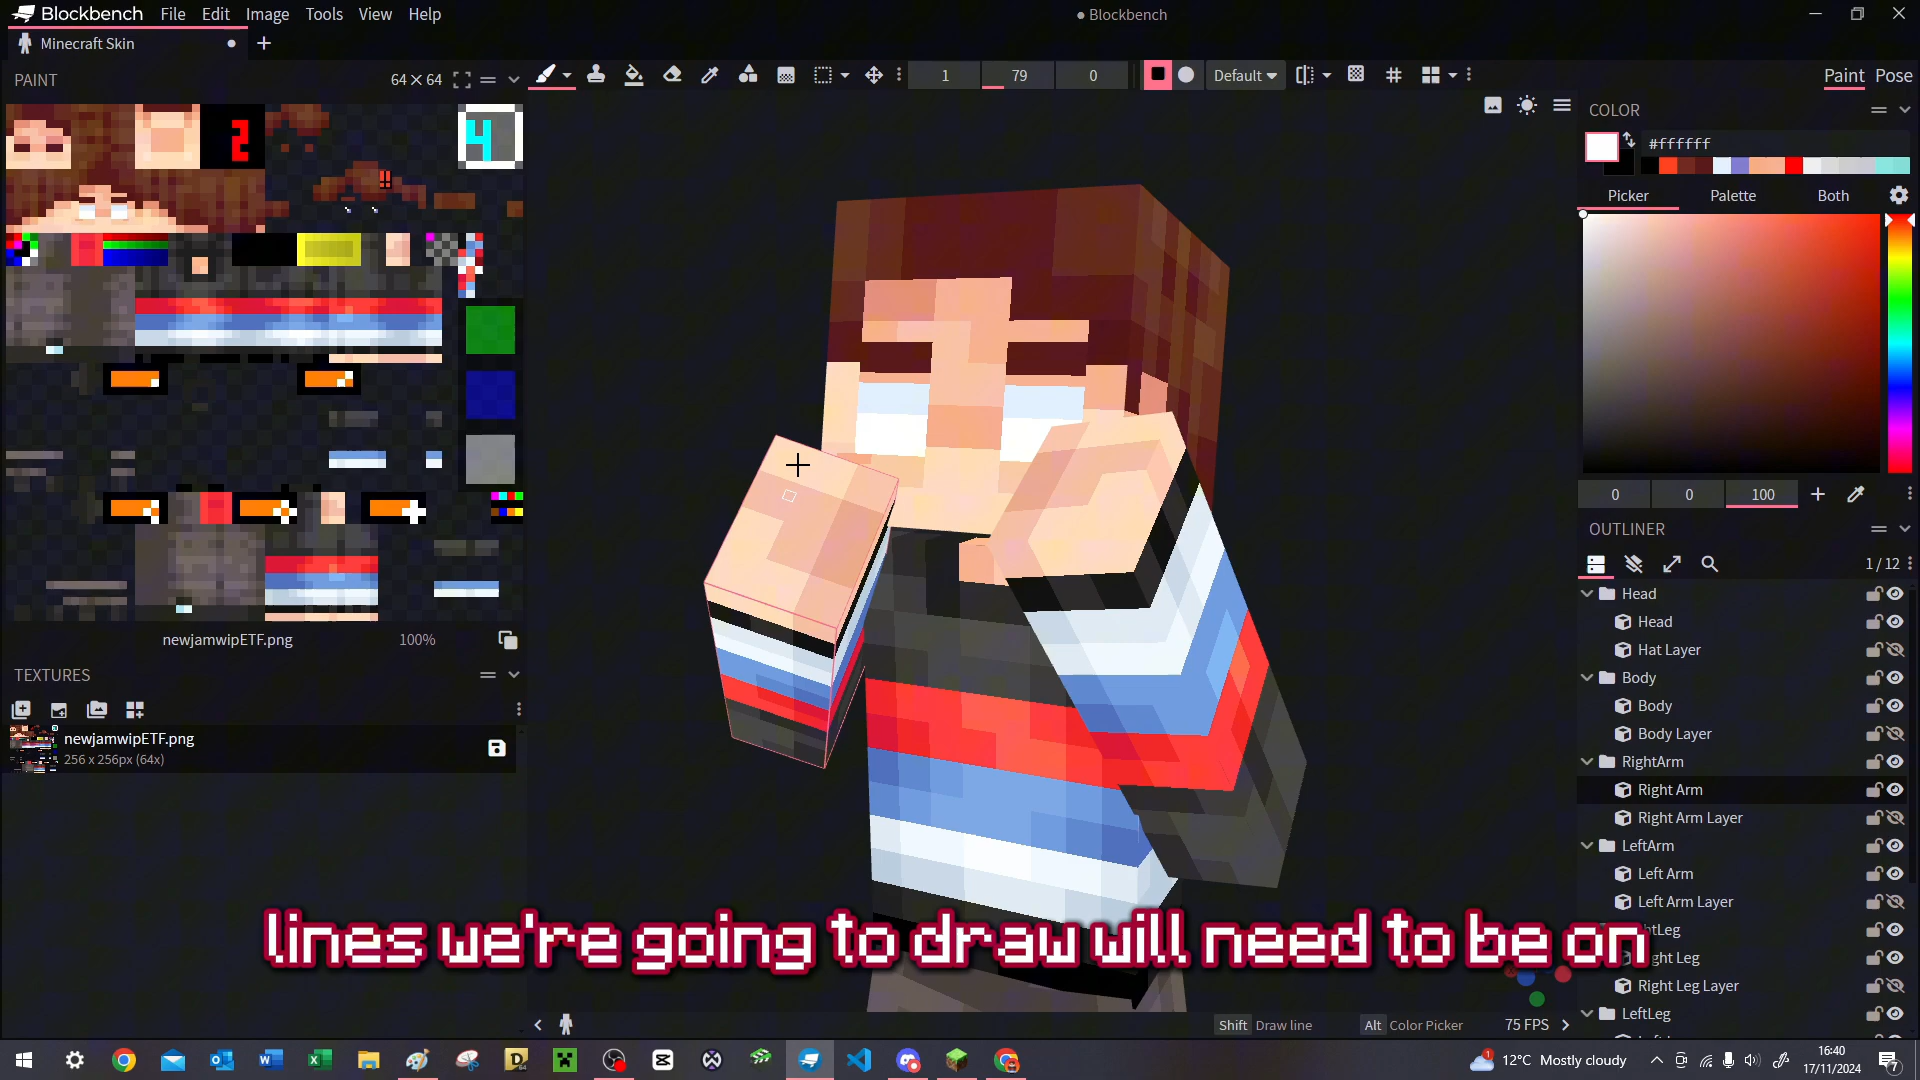 Blockbench File Edit Image Tools View Help
Blockbench
Minecraft Skin
PAINT 64×64
1 79 0 Default
Paint Pose
2
4
COLOR
#ffffff
Picker Palette Both
0 0 100
OUTLINER
1 / 12
Head
Head
Hat Layer
Body
Body
Body Layer
RightArm
Right Arm
Right Arm Layer
LeftArm
Left Arm
Left Arm Layer
Right Leg Layer
LeftLeg
newjamwipETF.png 100%
TEXTURES
newjamwipETF.png
256 x 256px (64x)
lines we're going to draw will need to be on
Shift Draw line Alt Color Picker 75 FPS
12°C Mostly cloudy
16:40
17/11/2024